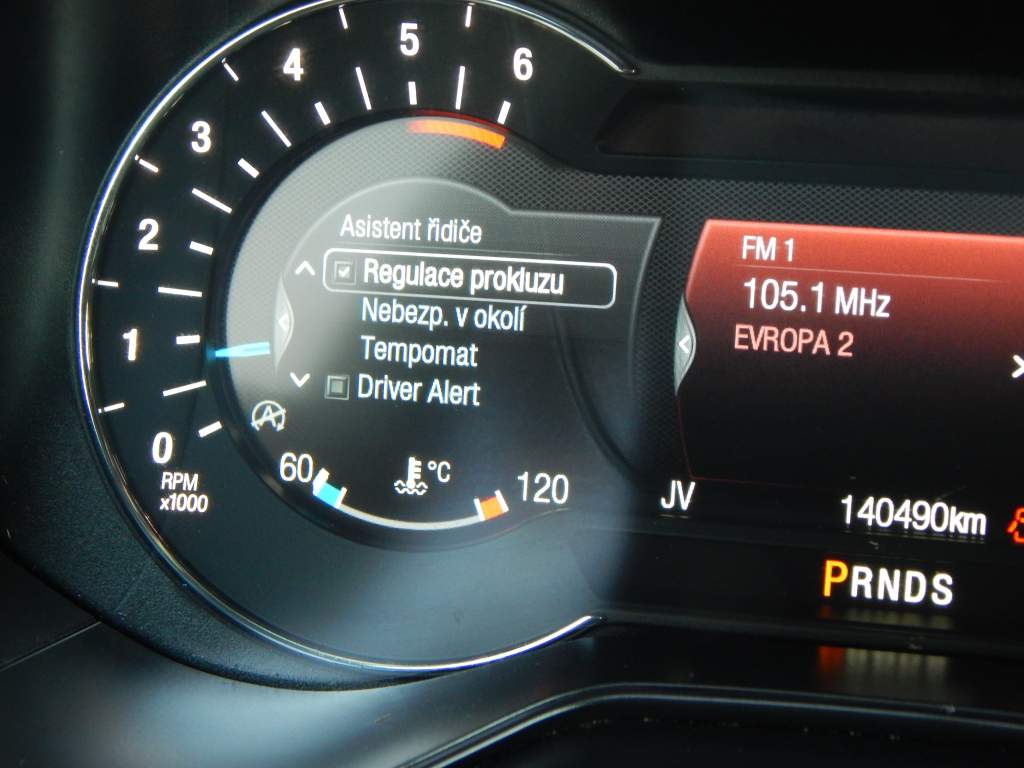 6
5
4
3
2
1
0
RPM
x1000
Asistent řidiče
Regulace prokluzu
Nebezp. v okolí
Tempomat
Driver Alert
A
60
°C
120
FM 1
105.1 MHz
EVROPA 2
JV
140490km
PRNDS